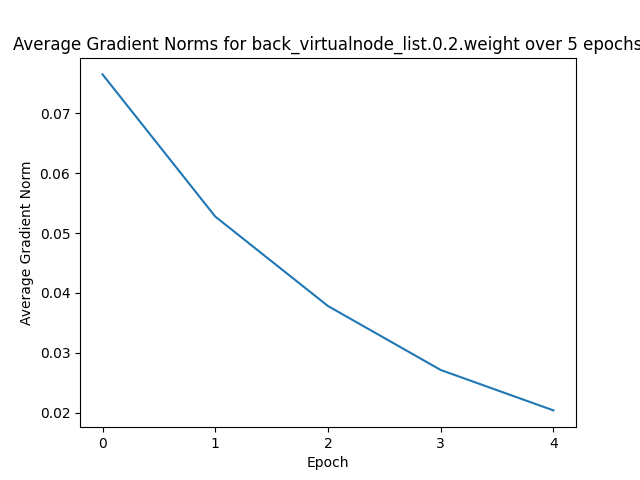 Average Gradient Norms for back_virtualnode_list.0.2.weight over 5 epochs
0.07
0.06
0.05
0.04
0.03
0.02
Average Gradient Norm
0 1 2 3 4
Epoch